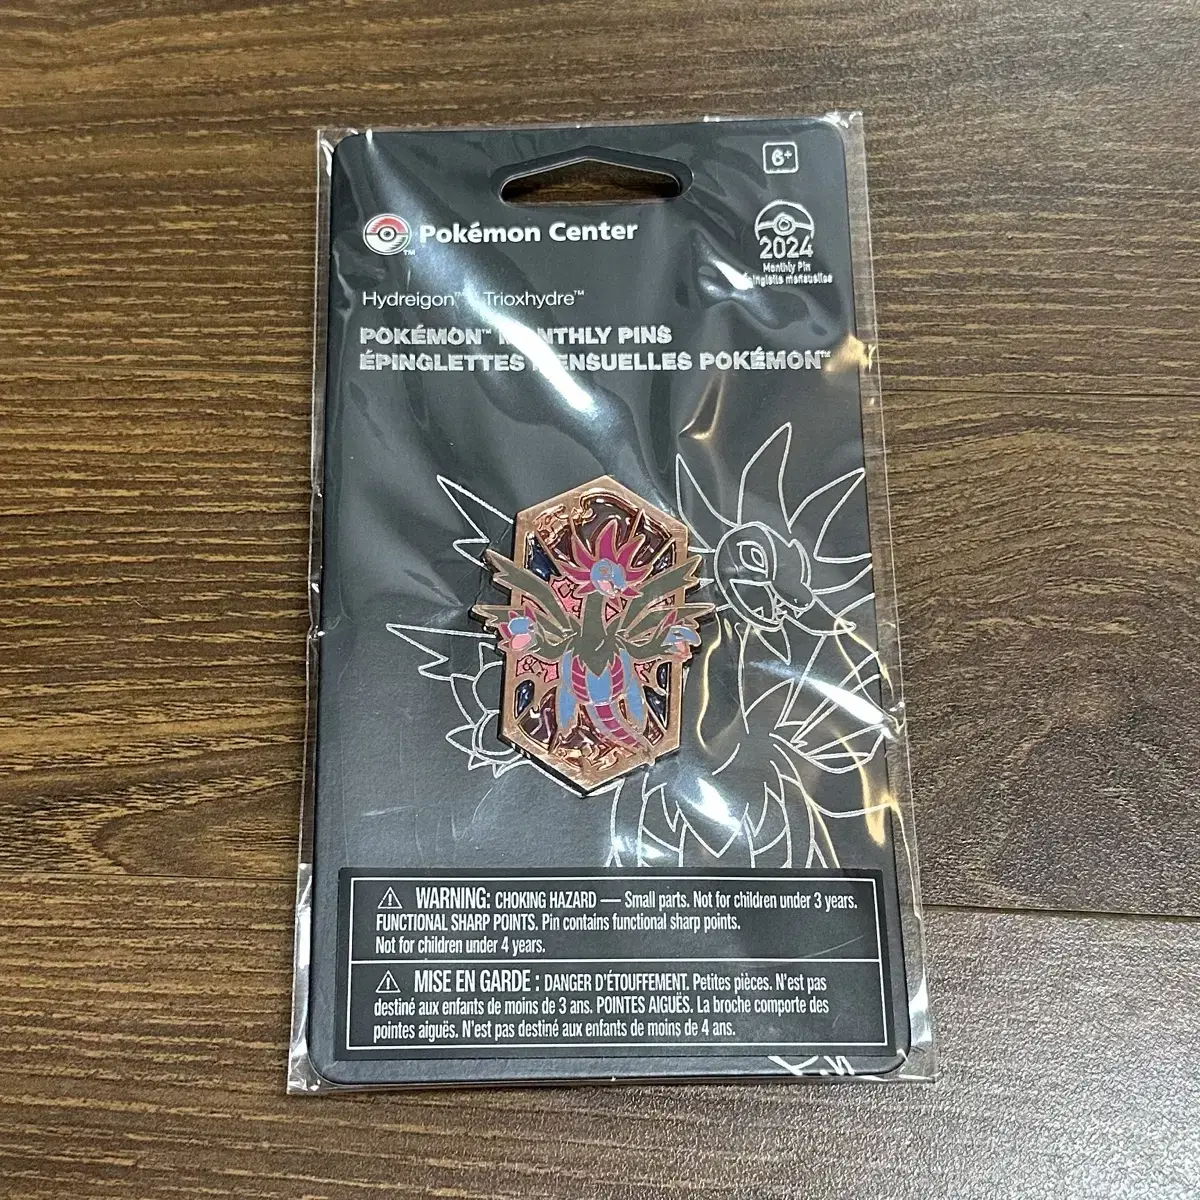 6+
Pokémon Center™
2024
Monthly Pin
mensuelles
Hydreigon™ Trioxhydre™
POKÉMON™ MONTHLY PINS
ÉPINGLETTES MENSUELLES POKÉMON™
WARNING: CHOKING HAZARD — Small parts. Not for children under 3 years.
FUNCTIONAL SHARP POINTS. Pin contains functional sharp points.
Not for children under 4 years.
MISE EN GARDE : DANGER D'ÉTOUFFEMENT. Petites pièces. N'est pas
destiné aux enfants de moins de 3 ans. POINTES AIGUËS. La broche comporte des
pointes aiguës. N'est pas destiné aux enfants de moins de 4 ans.